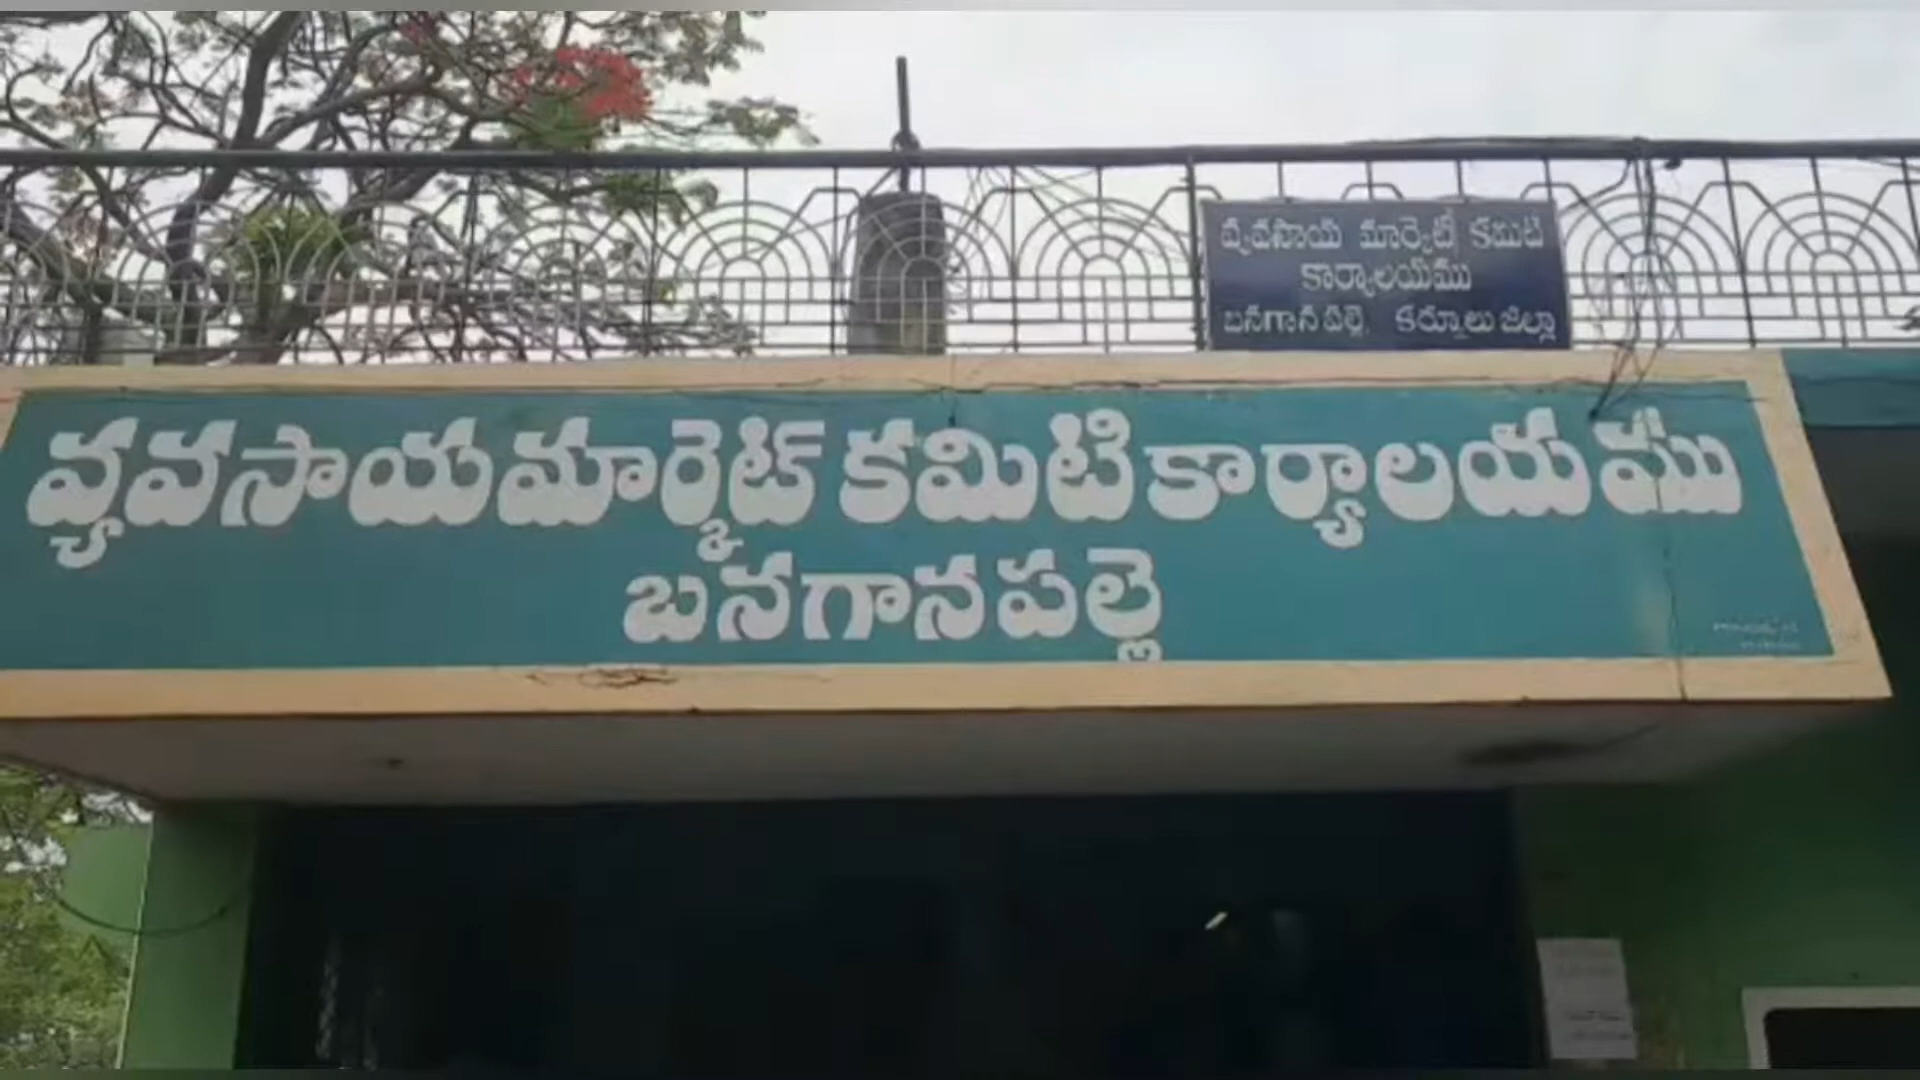 వ్యవసాయ మార్కెటే కమిటి
కార్యాలయము
బనగానపల్లె, కర్నూలు జిల్లా
వ్యవసాయ మార్కెట్ కమిటి కార్యాలయము
బనగానపల్లె